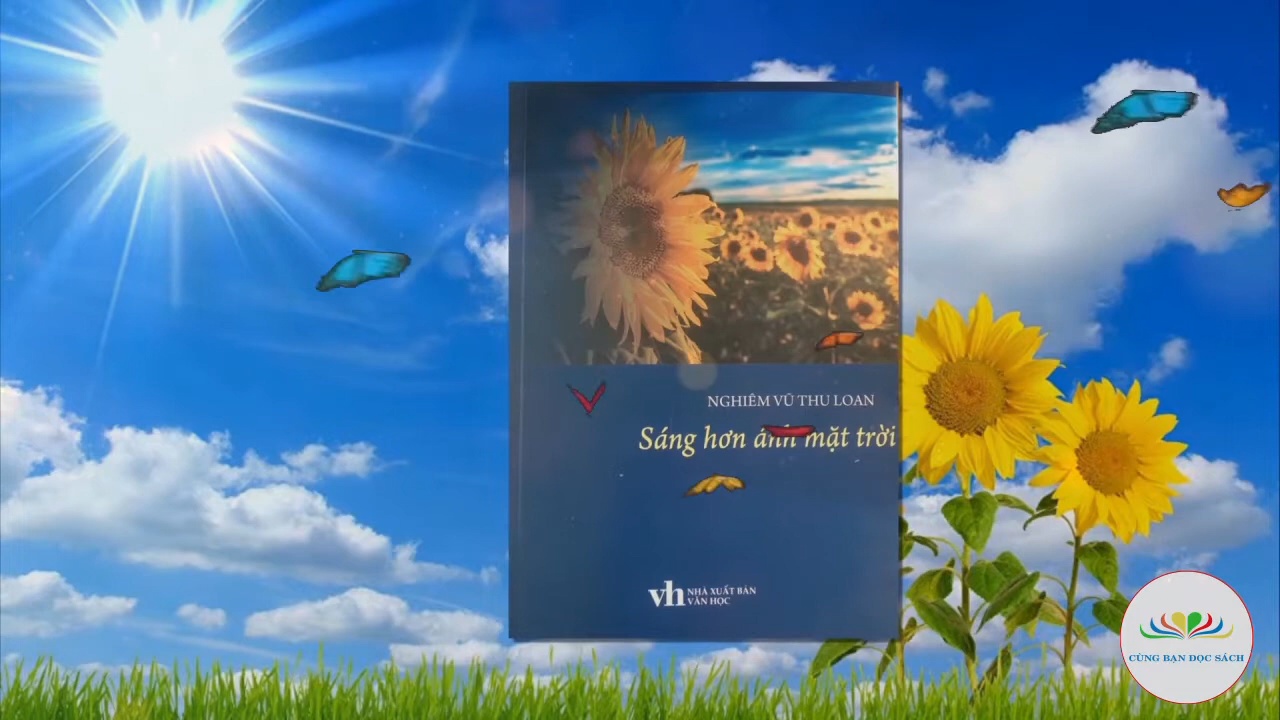 NGHIÊM VŨ THU LOAN
Sáng hơn ánh mặt trời
vh NHÀ XUẤT BẢN
VĂN HỌC
CÙNG BẠN ĐỌC SÁCH